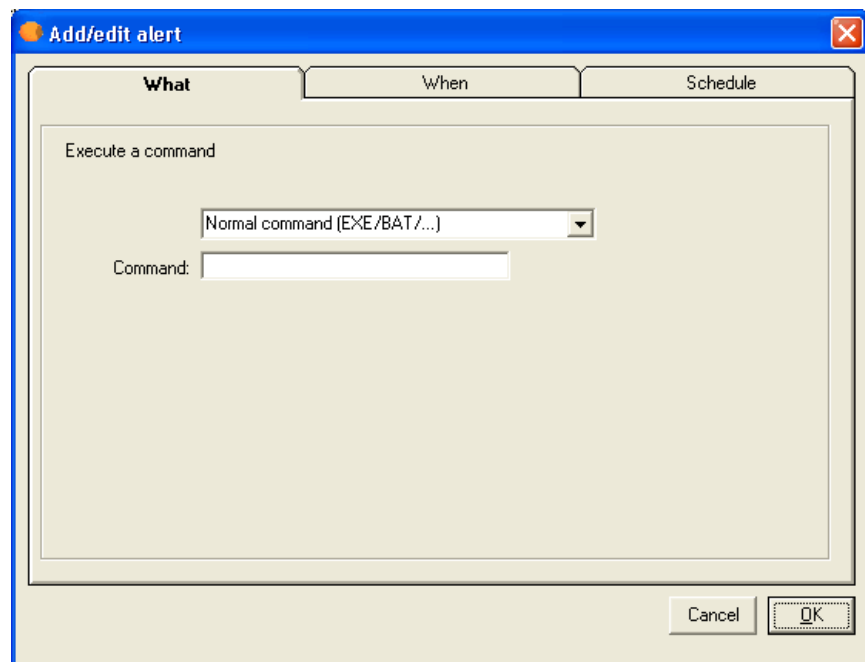 Add/edit alert
What When Schedule
Execute a command
Normal command (EXE/BAT/...)
Command:
Cancel OK